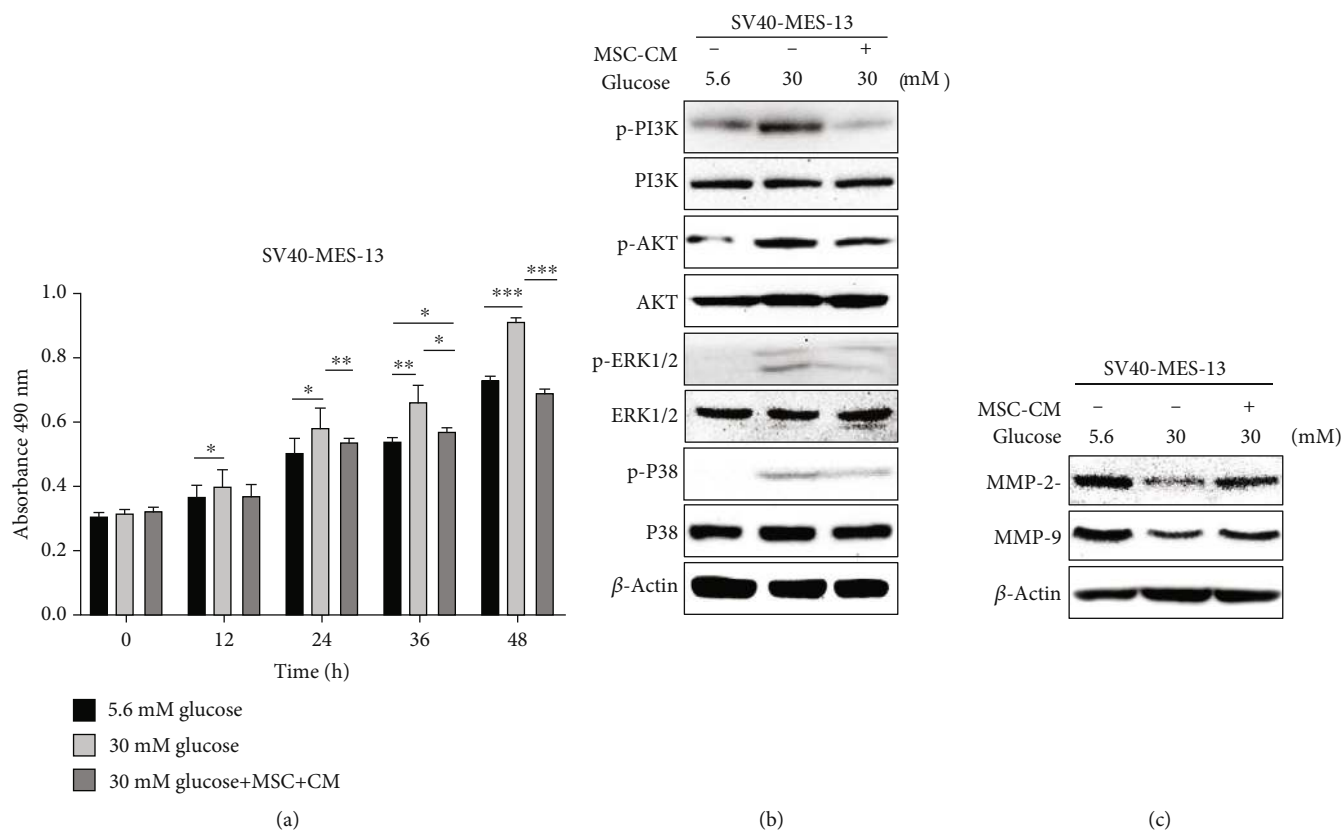 SV40-MES-13
*** ***
* * ** * ** * *
1.0
0.8
0.6
0.4
0.2
0.0
Absorbance 490 nm
0 12 24 36 48
Time (h)
5.6 mM glucose
30 mM glucose
30 mM glucose+MSC+CM
(a)
SV40-MES-13
MSC-CM − − +
Glucose 5.6 30 30 (mM )
p-PI3K
PI3K
p-AKT
AKT
p-ERK1/2
ERK1/2
p-P38
P38
β-Actin
(b)
SV40-MES-13
MSC-CM − − +
Glucose 5.6 30 30 (mM)
MMP-2-
MMP-9
β-Actin
(c)